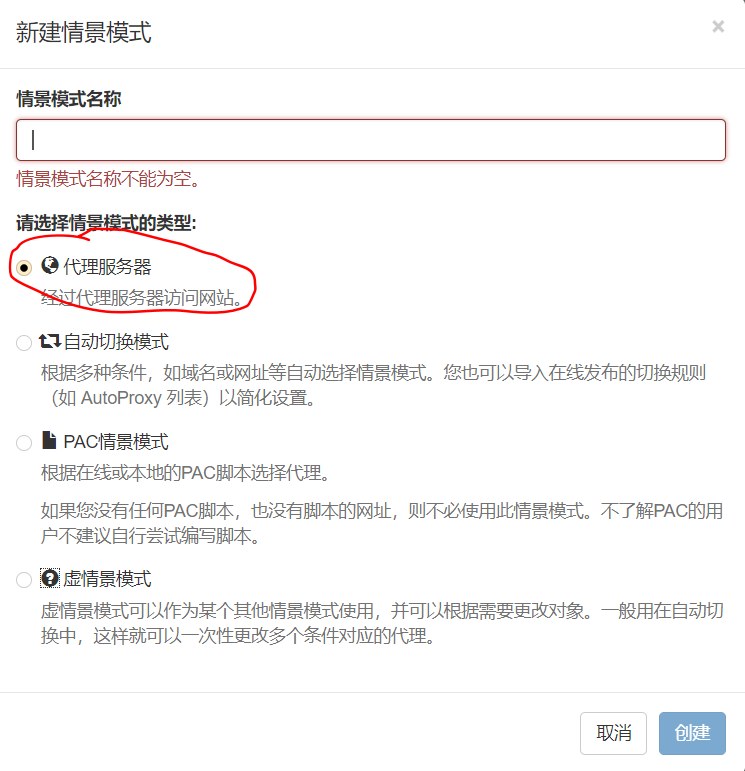 新建情景模式
×
情景模式名称
情景模式名称不能为空。
请选择情景模式的类型:
代理服务器
经过代理服务器访问网站。
自动切换模式
根据多种条件，如域名或网址等自动选择情景模式。您也可以导入在线发布的切换规则
（如 AutoProxy 列表）以简化设置。
PAC情景模式
根据在线或本地的PAC脚本选择代理。
如果您没有任何PAC脚本，也没有脚本的网址，则不必使用此情景模式。不了解PAC的用
户不建议自行尝试编写脚本。
虚情景模式
虚情景模式可以作为某个其他情景模式使用，并可以根据需要更改对象。一般用在自动切
换中，这样就可以一次性更改多个条件对应的代理。
取消
创建